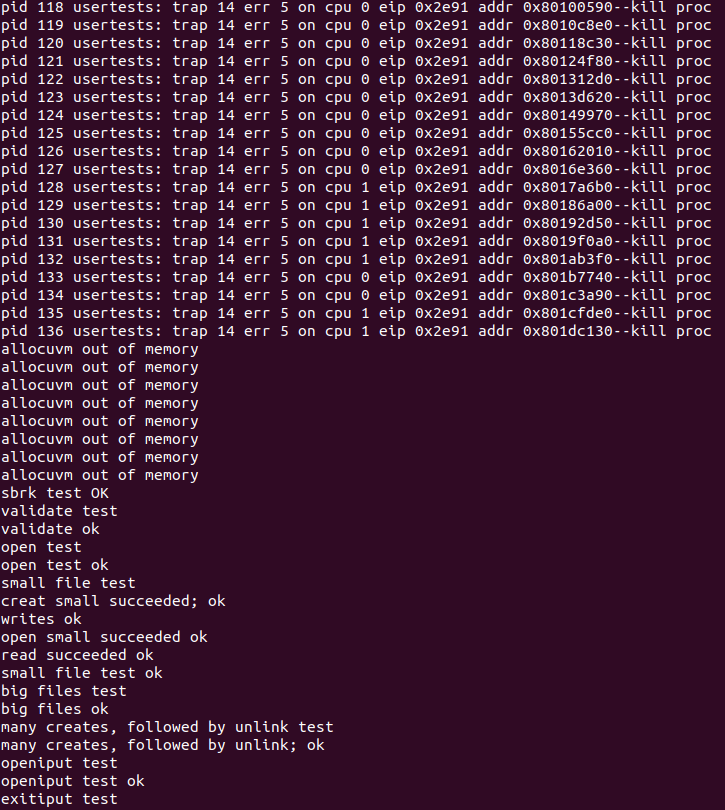 pid 118 usertests: trap 14 err 5 on cpu 0 eip 0x2e91 addr 0x80100590--kill proc
pid 119 usertests: trap 14 err 5 on cpu 0 eip 0x2e91 addr 0x8010c8e0--kill proc
pid 120 usertests: trap 14 err 5 on cpu 0 eip 0x2e91 addr 0x80118c30--kill proc
pid 121 usertests: trap 14 err 5 on cpu 0 eip 0x2e91 addr 0x80124f80--kill proc
pid 122 usertests: trap 14 err 5 on cpu 0 eip 0x2e91 addr 0x801312d0--kill proc
pid 123 usertests: trap 14 err 5 on cpu 0 eip 0x2e91 addr 0x8013d620--kill proc
pid 124 usertests: trap 14 err 5 on cpu 0 eip 0x2e91 addr 0x80149970--kill proc
pid 125 usertests: trap 14 err 5 on cpu 0 eip 0x2e91 addr 0x80155cc0--kill proc
pid 126 usertests: trap 14 err 5 on cpu 0 eip 0x2e91 addr 0x80162010--kill proc
pid 127 usertests: trap 14 err 5 on cpu 0 eip 0x2e91 addr 0x8016e360--kill proc
pid 128 usertests: trap 14 err 5 on cpu 1 eip 0x2e91 addr 0x8017a6b0--kill proc
pid 129 usertests: trap 14 err 5 on cpu 1 eip 0x2e91 addr 0x80186a00--kill proc
pid 130 usertests: trap 14 err 5 on cpu 1 eip 0x2e91 addr 0x80192d50--kill proc
pid 131 usertests: trap 14 err 5 on cpu 1 eip 0x2e91 addr 0x8019f0a0--kill proc
pid 132 usertests: trap 14 err 5 on cpu 1 eip 0x2e91 addr 0x801ab3f0--kill proc
pid 133 usertests: trap 14 err 5 on cpu 0 eip 0x2e91 addr 0x801b7740--kill proc
pid 134 usertests: trap 14 err 5 on cpu 0 eip 0x2e91 addr 0x801c3a90--kill proc
pid 135 usertests: trap 14 err 5 on cpu 1 eip 0x2e91 addr 0x801cfde0--kill proc
pid 136 usertests: trap 14 err 5 on cpu 1 eip 0x2e91 addr 0x801dc130--kill proc
allocuvm out of memory
allocuvm out of memory
allocuvm out of memory
allocuvm out of memory
allocuvm out of memory
allocuvm out of memory
allocuvm out of memory
allocuvm out of memory
sbrk test OK
validate test
validate ok
open test
open test ok
small file test
creat small succeeded; ok
writes ok
open small succeeded ok
read succeeded ok
small file test ok
big files test
big files ok
many creates, followed by unlink test
many creates, followed by unlink; ok
openiput test
openiput test ok
exitiput test